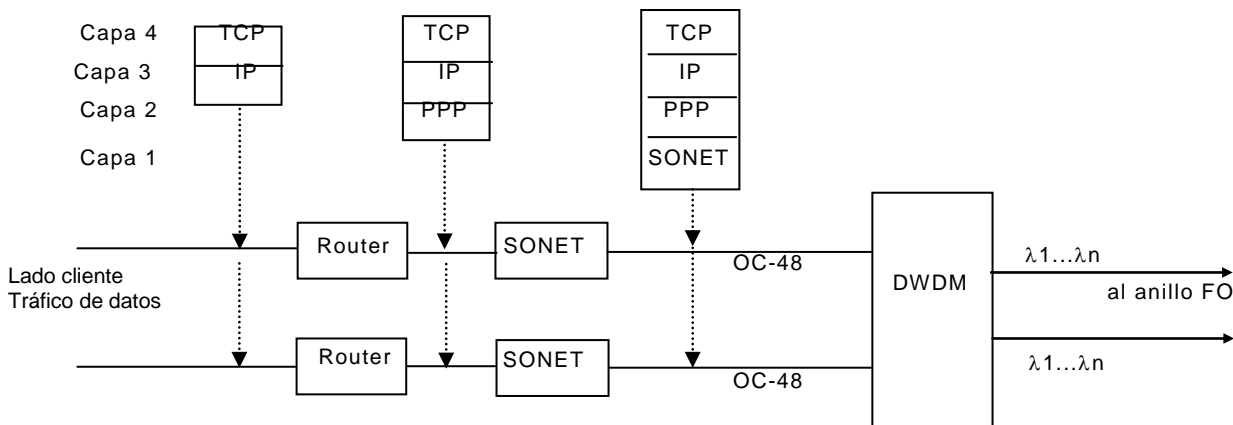 Capa 4 TCP TCP TCP
Capa 3 IP IP IP
Capa 2 PPP PPP
Capa 1 SONET
Router SONET
OC-48
Lado cliente
Tráfico de datos
DWDM
λ1...λn
al anillo FO
Router SONET
OC-48
λ1...λn